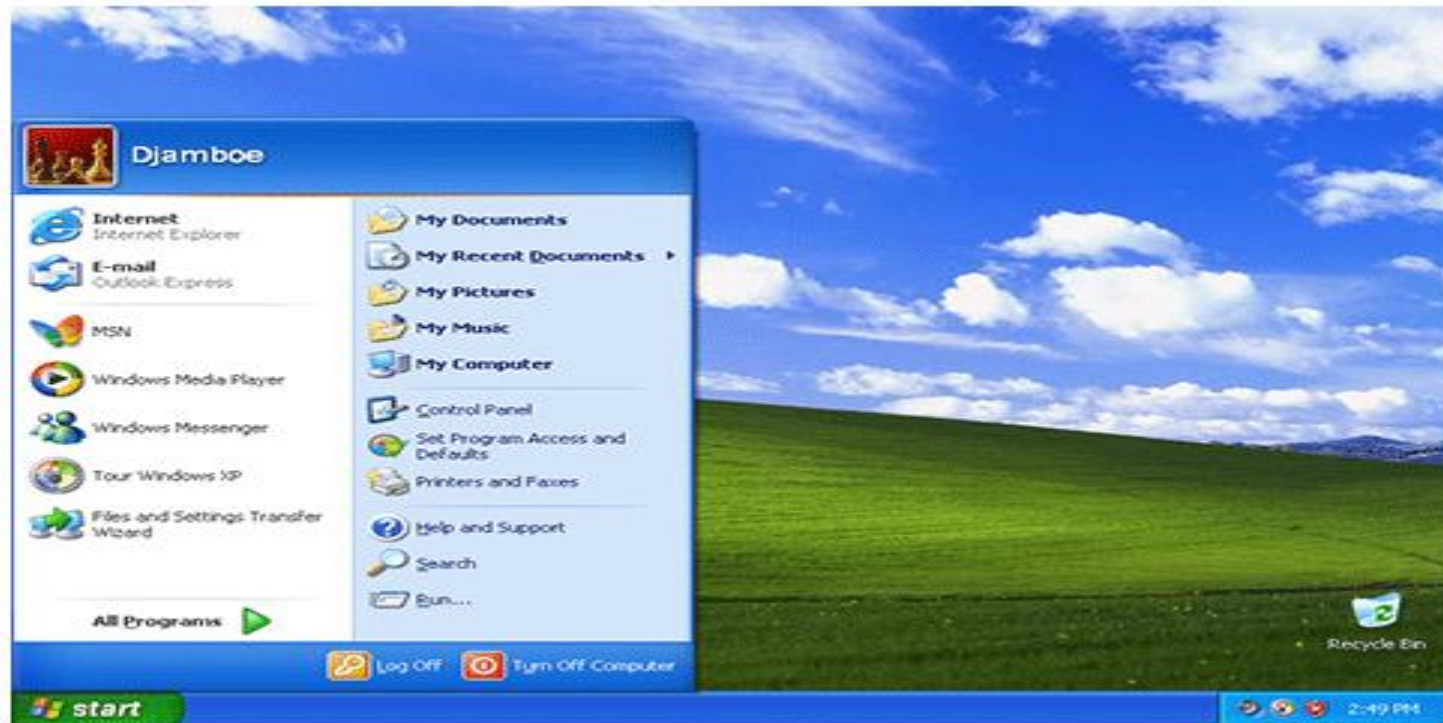 Djamboe
Internet
Internet Explorer
E-mail
Outlook Express
MSN
Windows Media Player
Windows Messenger
Tour Windows XP
Files and Settings Transfer
Wizard
All Programs
My Documents
My Recent Documents
My Pictures
My Music
My Computer
Control Panel
Set Program Access and
Defaults
Printers and Faxes
Help and Support
Search
Run...
Log Off
Turn Off Computer
Recycle Bin
start
2:49 PM